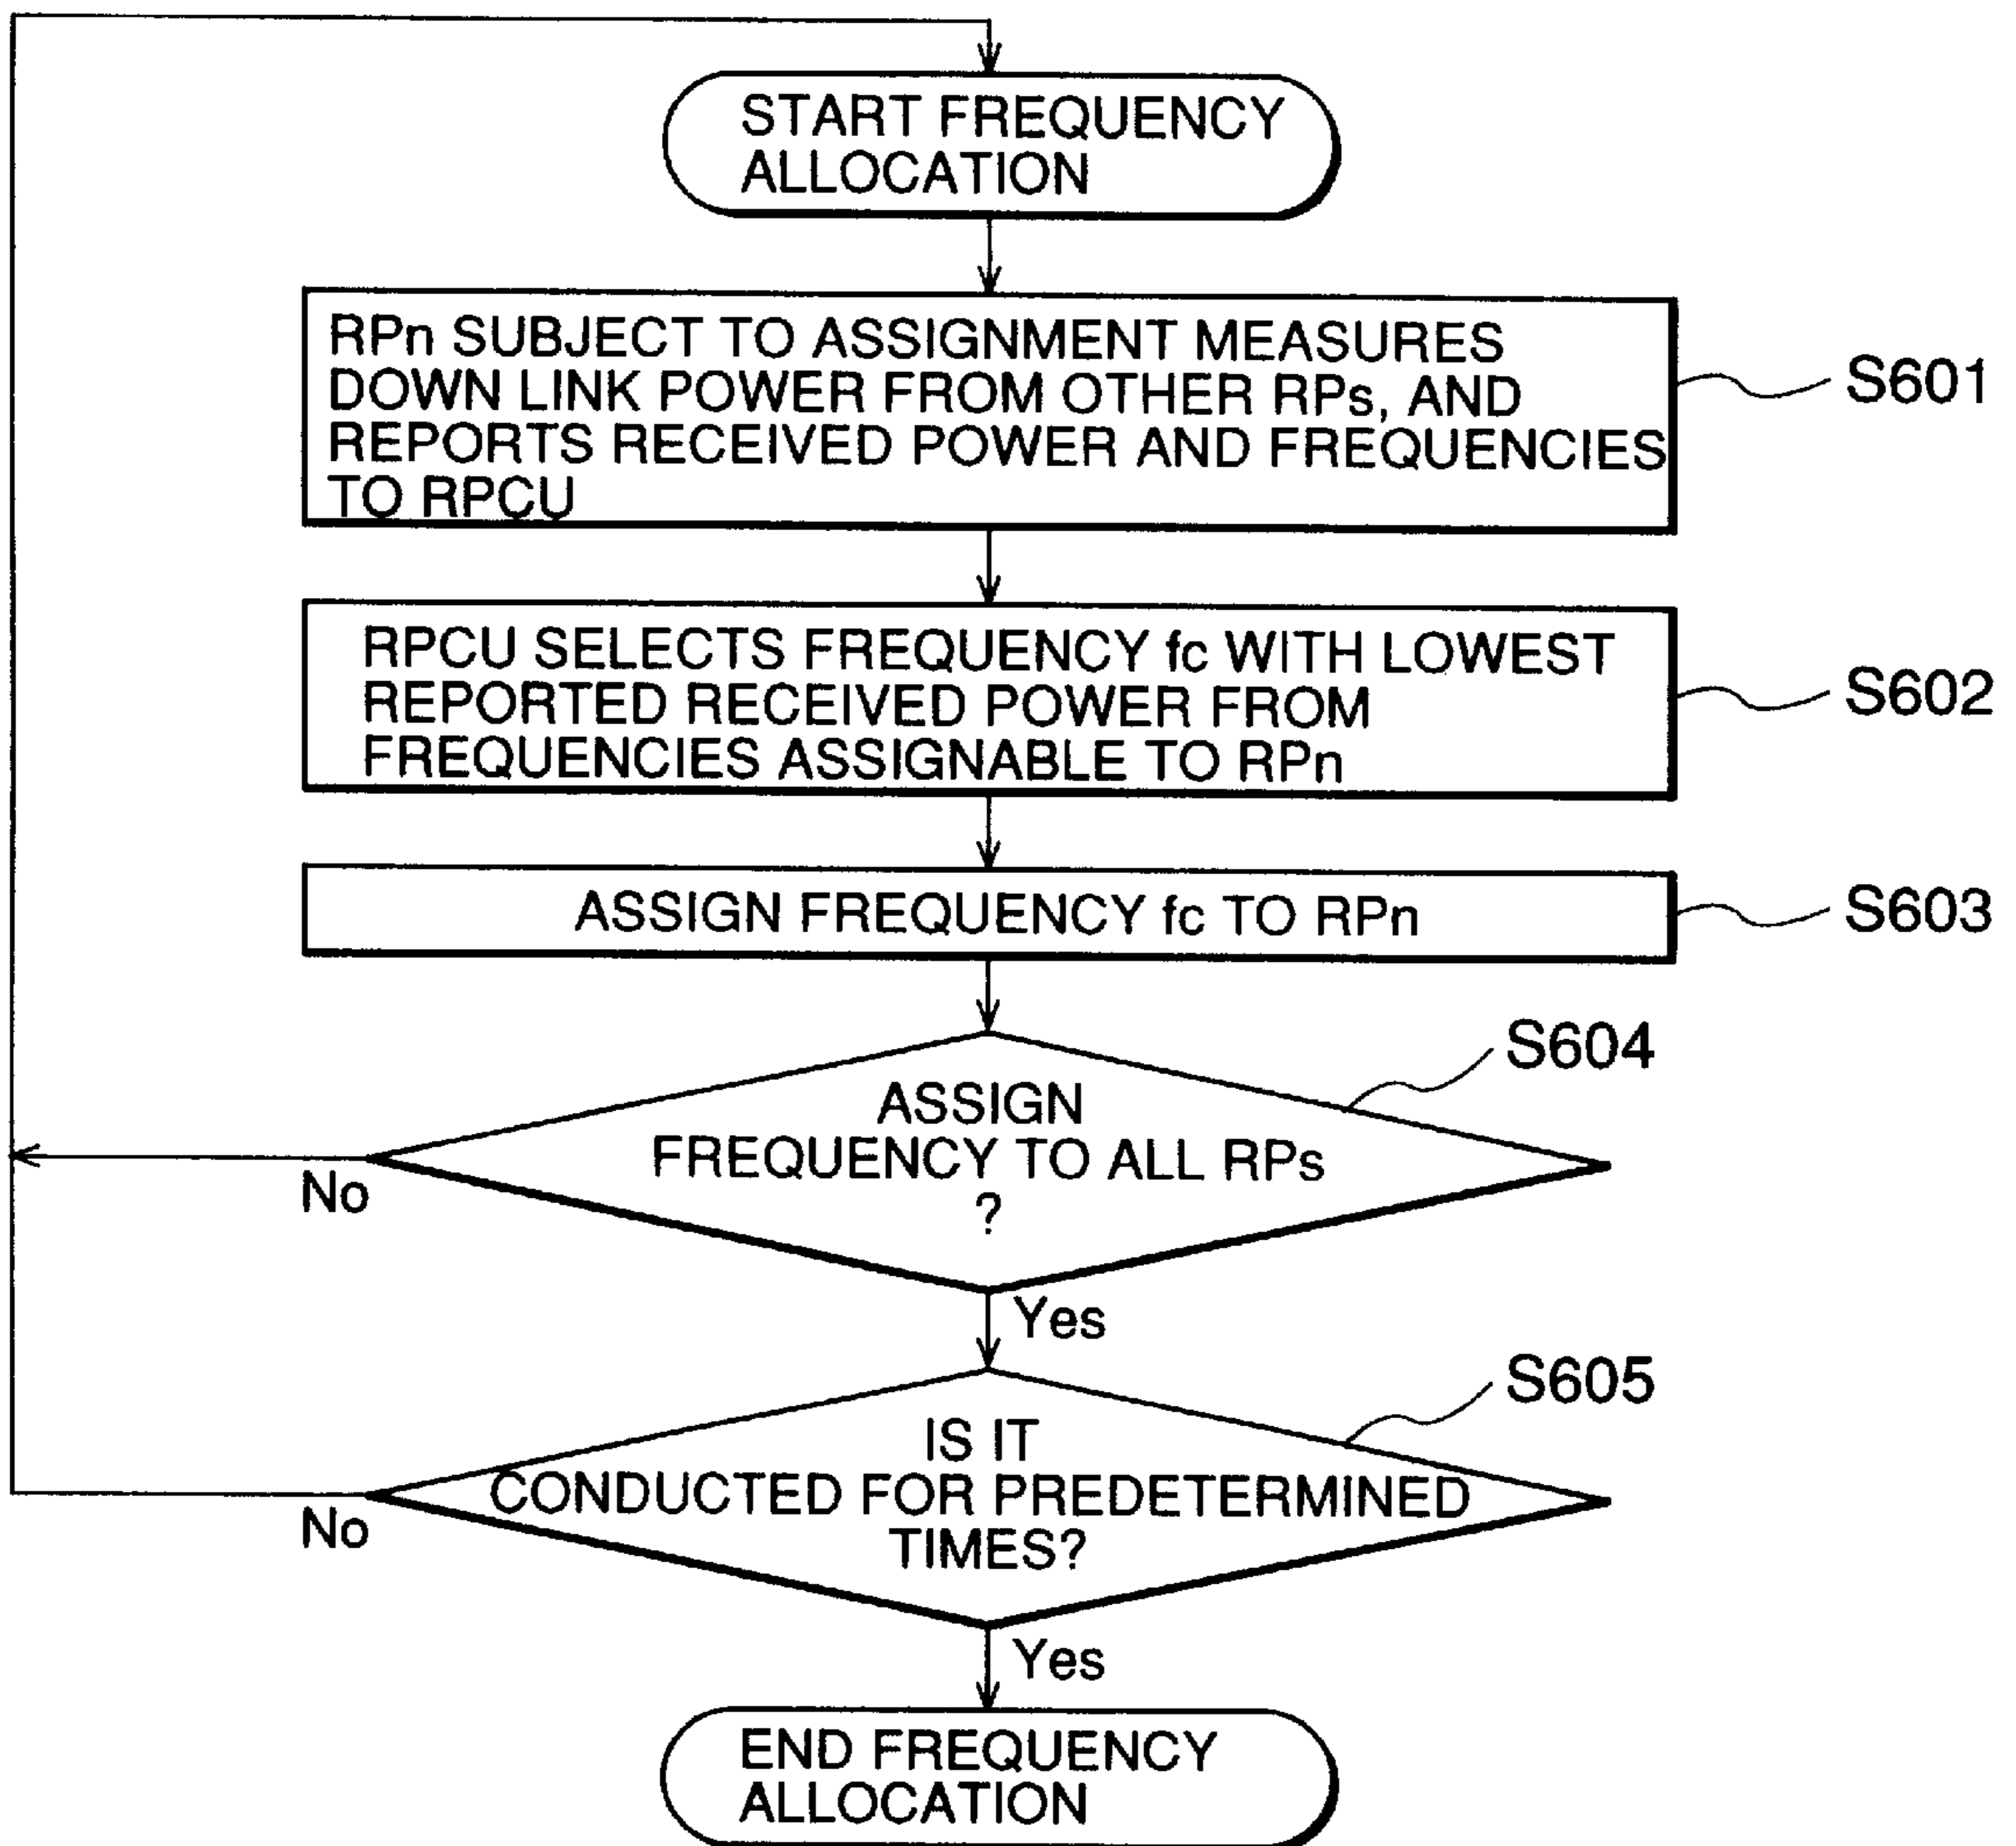 START FREQUENCY
ALLOCATION
RPn SUBJECT TO ASSIGNMENT MEASURES
DOWN LINK POWER FROM OTHER RPs, AND
REPORTS RECEIVED POWER AND FREQUENCIES
TO RPCU
S601
RPCU SELECTS FREQUENCY fc WITH LOWEST
REPORTED RECEIVED POWER FROM
FREQUENCIES ASSIGNABLE TO RPn
S602
ASSIGN FREQUENCY fc TO RPn
S603
S604
ASSIGN
FREQUENCY TO ALL RPs
?
No
Yes
S605
IS IT
CONDUCTED FOR PREDETERMINED
TIMES?
No
Yes
END FREQUENCY
ALLOCATION